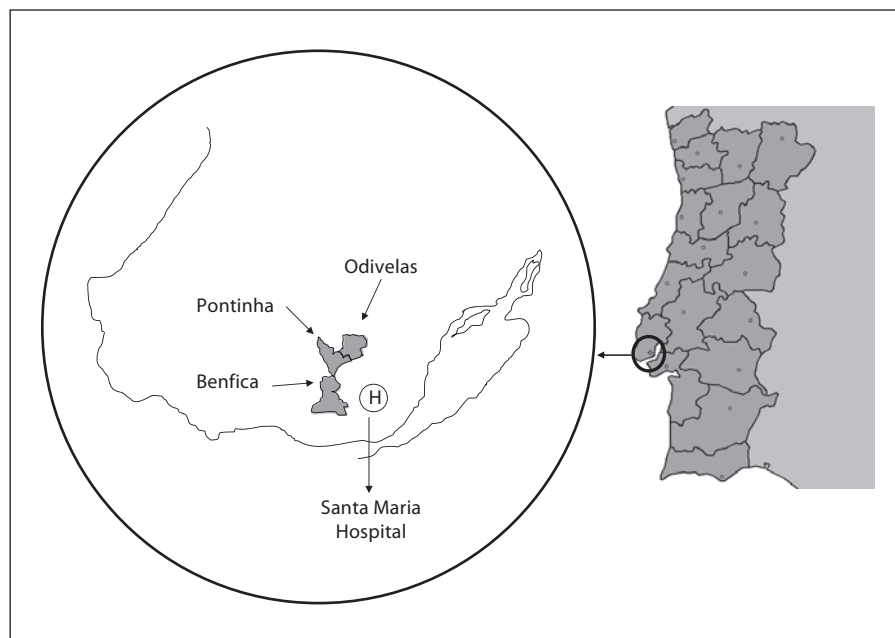 Odivelas
Pontinha
Benfica
H
Santa Maria
Hospital